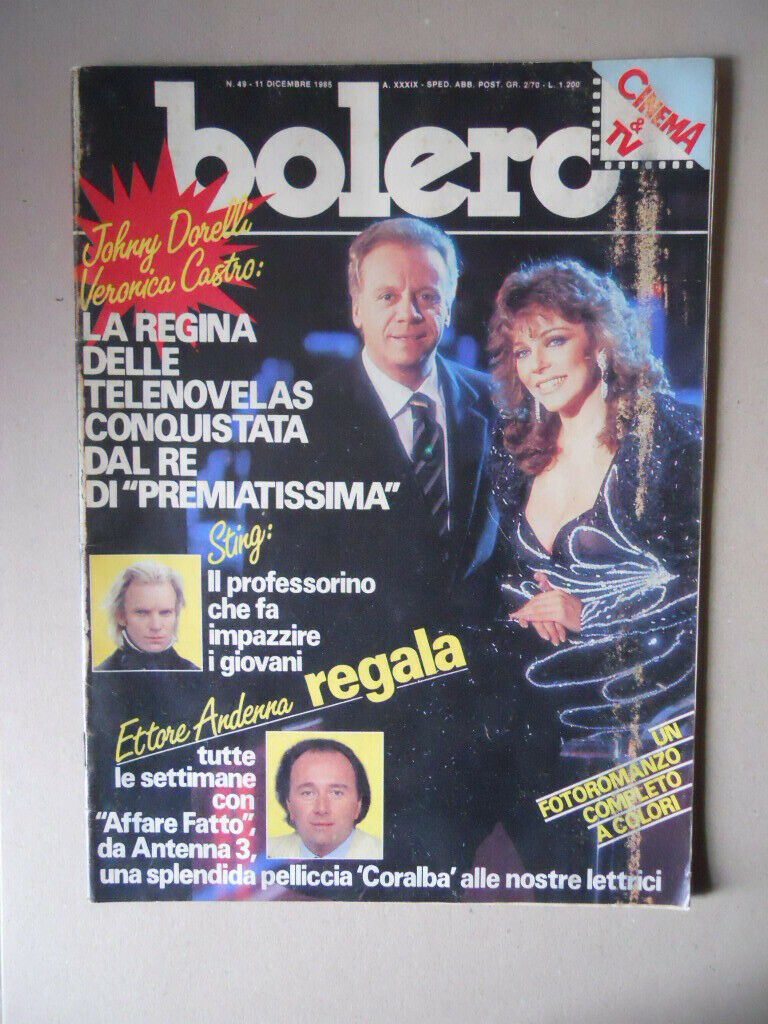 N. 49 - 11 DICEMBRE 1985 A. XXXIX - SPED. ABB. POST. GR. 2/70 - L. 1.200
bolero
CINEMA
&
TV
Johnny Dorelli
Veronica Castro:
LA REGINA
DELLE
TELENOVELAS
CONQUISTATA
DAL RE
DI "PREMIATISSIMA"
Sting:
Il professorino
che fa
impazzire
i giovani
Ettore Andenna regala
tutte
le settimane
con
"Affare Fatto",
da Antenna 3,
una splendida pelliccia 'Coralba' alle nostre lettrici
UN
FOTOROMANZO
COMPLETO
A COLORI